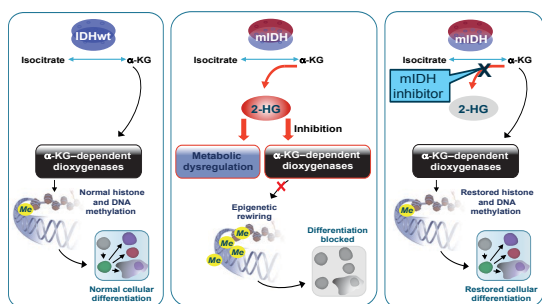 IDHwt
Isocitrate
α-KG
α-KG–dependent
dioxygenases
Normal histone
and DNA
methylation
Me
Normal cellular
differentiation
mIDH
Isocitrate
α-KG
2-HG
Inhibition
Metabolic
dysregulation
α-KG–dependent
dioxygenases
Epigenetic
rewiring
Me
Me
Me
Me
Me
Differentiation
blocked
mIDH
Isocitrate
α-KG
mIDH
inhibitor
X
2-HG
α-KG–dependent
dioxygenases
Restored histone
and DNA
methylation
Me
Restored cellular
differentiation